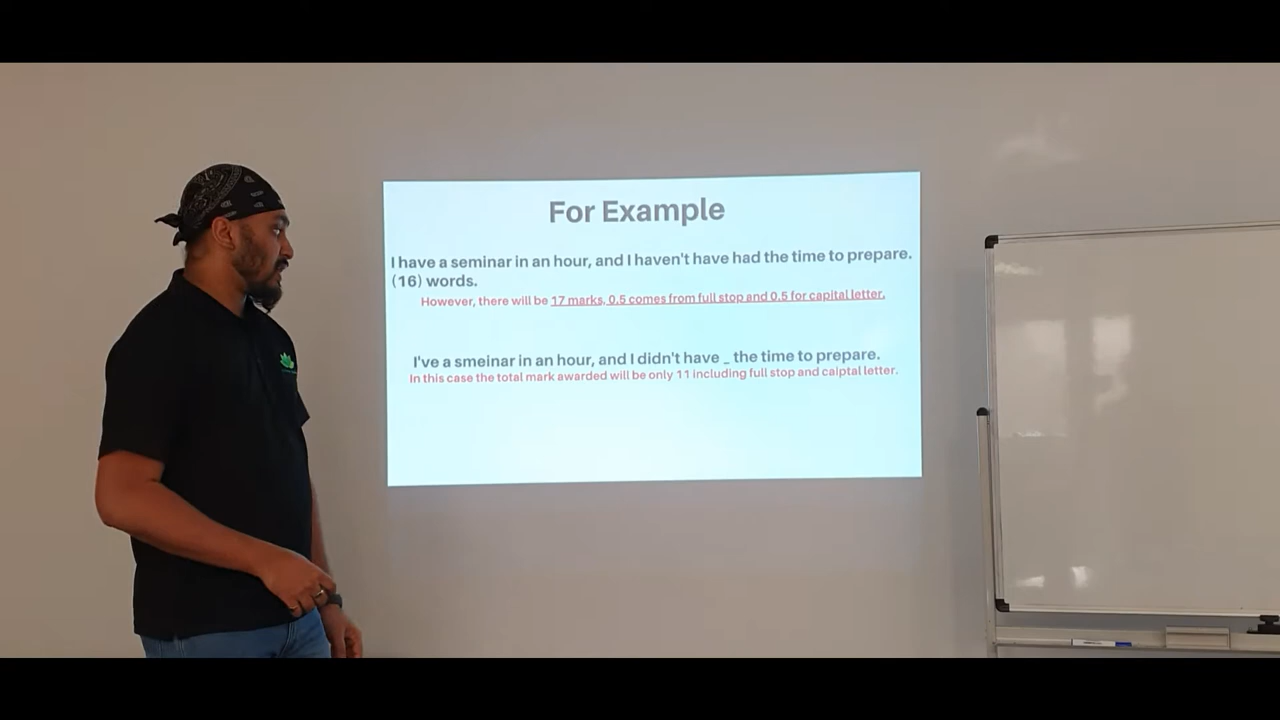 For Example
I have a seminar in an hour, and I haven't have had the time to prepare.
(16) words.
However, there will be 17 marks, 0.5 comes from full stop and 0.5 for capital letter.
I've a smeinar in an hour, and I didn't have _ the time to prepare.
In this case the total mark awarded will be only 11 including full stop and caiptal letter.